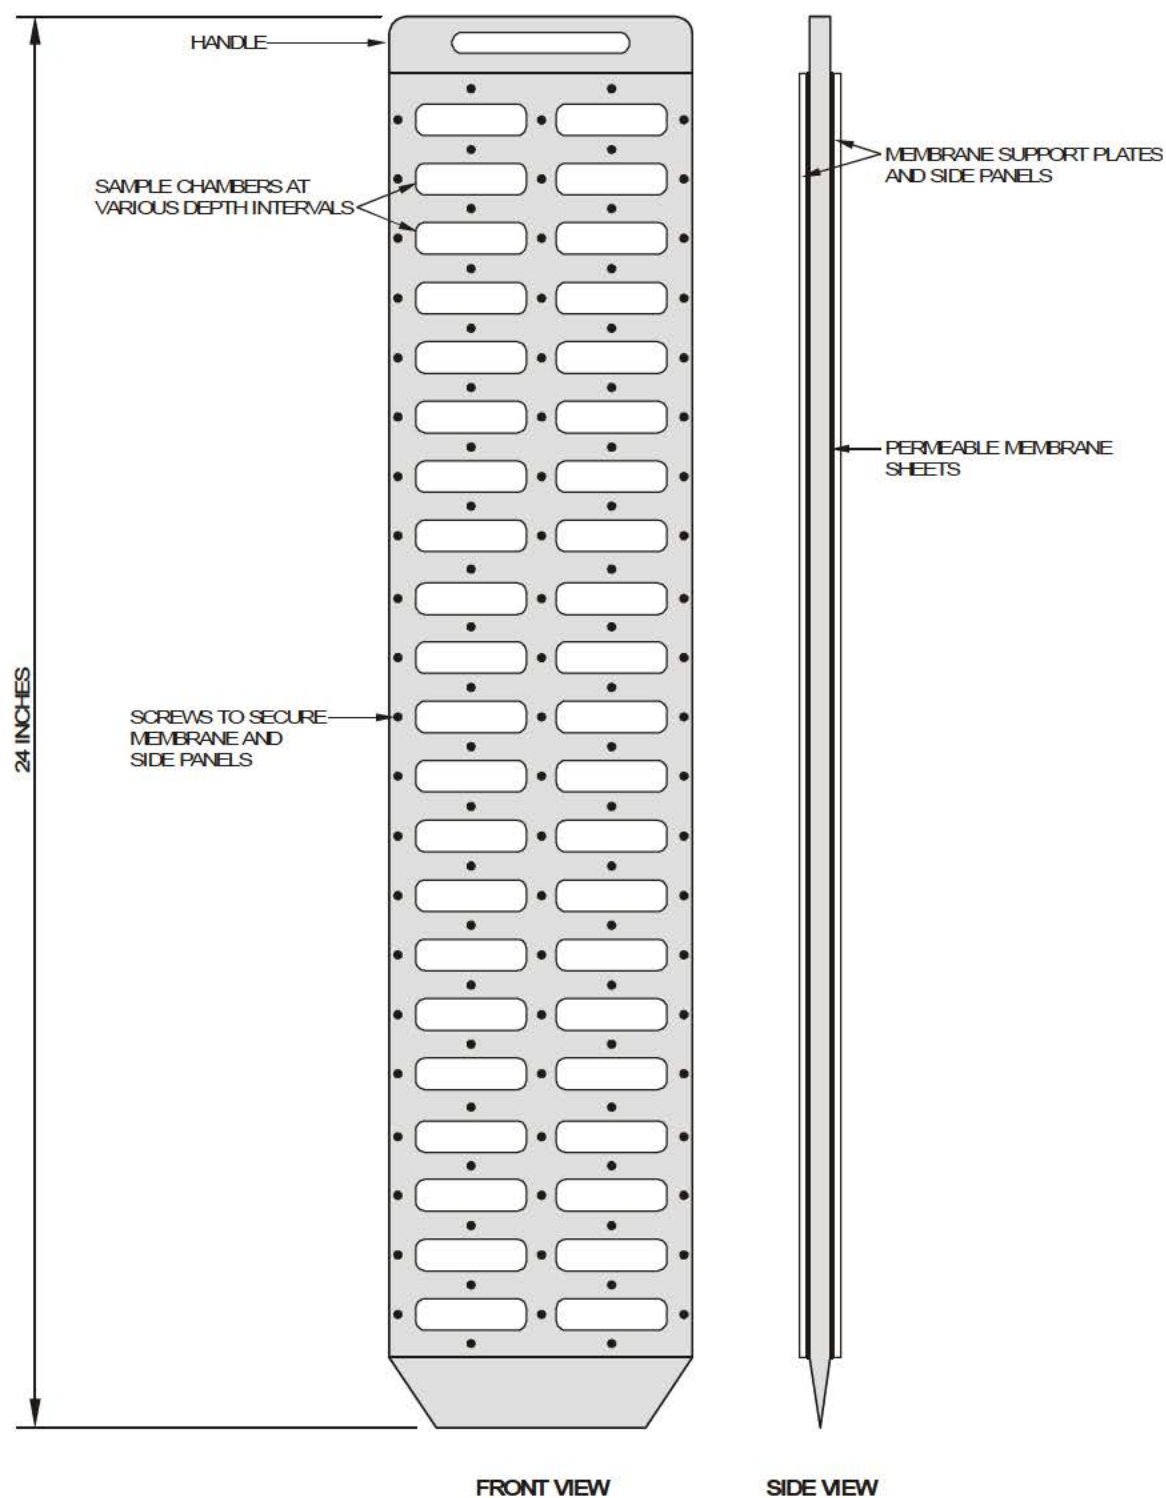 HANDLE
MEMBRANE SUPPORT PLATES
AND SIDE PANELS
SAMPLE CHAMBERS AT
VARIOUS DEPTH INTERVALS
PERMEABLE MEMBRANE
SHEETS
24 INCHES
SCREWS TO SECURE
MEMBRANE AND
SIDE PANELS
FRONT VIEW
SIDE VIEW